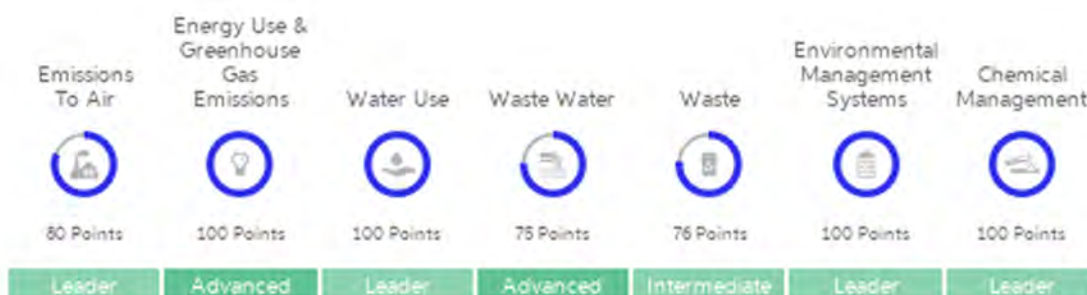 Emissions
To Air
Energy Use &
Greenhouse
Gas
Emissions
Water Use
Waste Water
Waste
Environmental
Management
Systems
Chemical
Management
80 Points
100 Points
100 Points
75 Points
76 Points
100 Points
100 Points
Leader
Advanced
Leader
Advanced
Intermediate
Leader
Leader